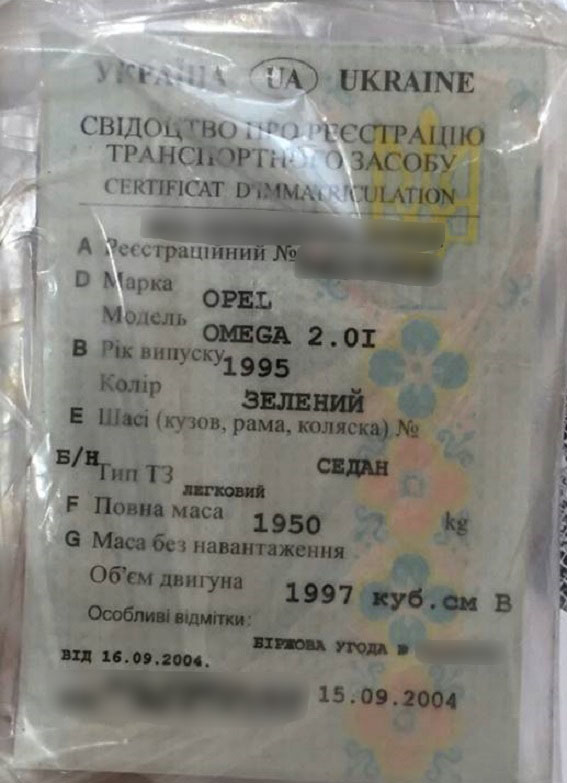 УКРАЇНА UA UKRAINE
СВІДОЦТВО ПРО РЕЄСТРАЦІЮ
ТРАНСПОРТНОГО ЗАСОБУ
CERTIFICAT D'IMMATRICULATION
A Реєстраційний №
D Марка OPEL
Модель OMEGA 2.0I
B Рік випуску 1995
Колір ЗЕЛЕНИЙ
E Шасі (кузов, рама, коляска) №
Б/Н Тип ТЗ СЕДАН
ЛЕГКОВИЙ
F Повна маса 1950 kg
G Маса без навантаження
Об'єм двигуна 1997 куб.см В
Особливі відмітки:
БІРЖОВА УГОДА №
ВІД 16.09.2004.
15.09.2004